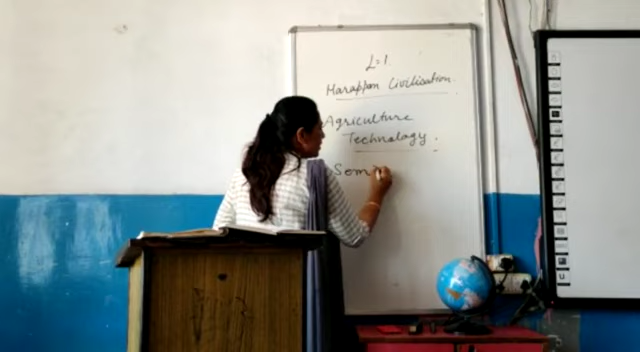 L=1.
Harappan Civilisation.
Agriculture
Technology.
Som